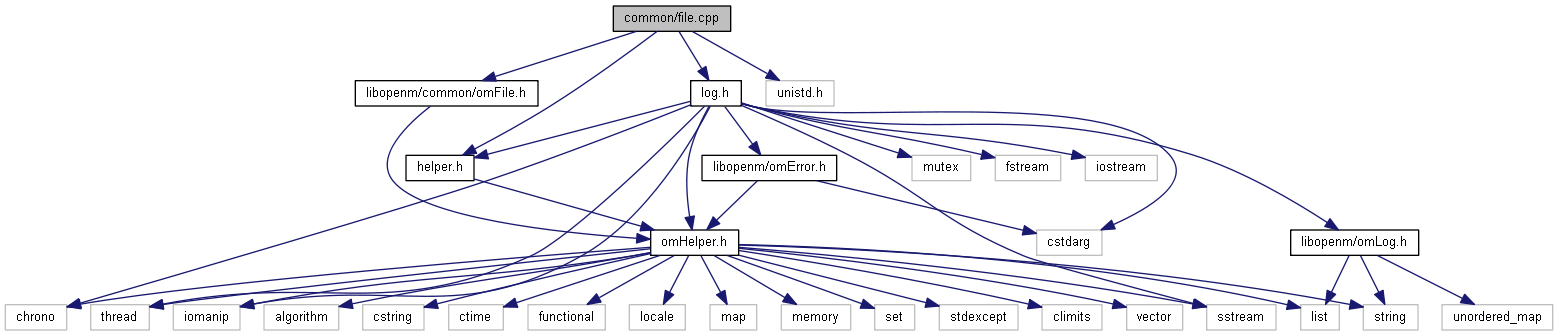 common/file.cpp
libopenm/common/omFile.h
log.h
unistd.h
helper.h
libopenm/omError.h
mutex
fstream
iostream
omHelper.h
cstdarg
libopenm/omLog.h
chrono
thread
iomanip
algorithm
cstring
ctime
functional
locale
map
memory
set
stdexcept
climits
vector
sstream
list
string
unordered_map